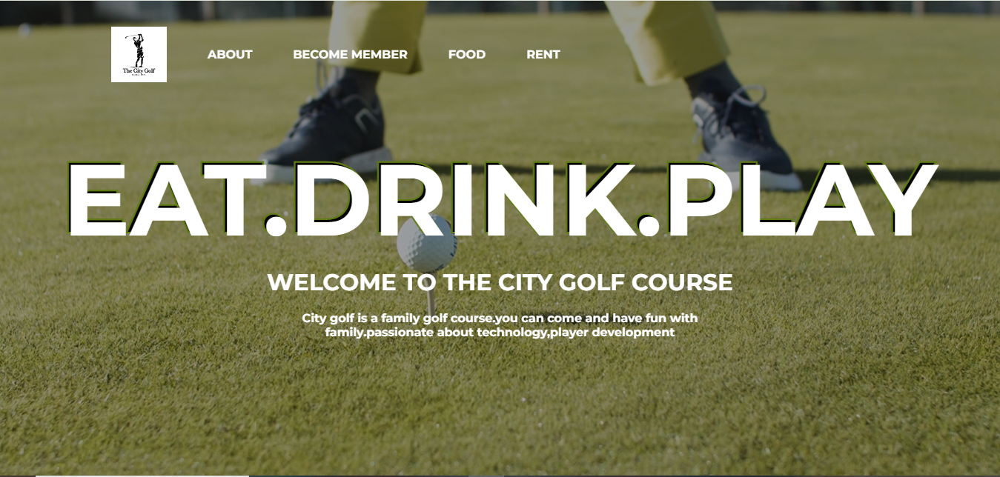 The City Golf
ABOUT
BECOME MEMBER
FOOD
RENT
EAT.DRINK.PLAY
WELCOME TO THE CITY GOLF COURSE
City golf is a family golf course.you can come and have fun with
family.passionate about technology,player development